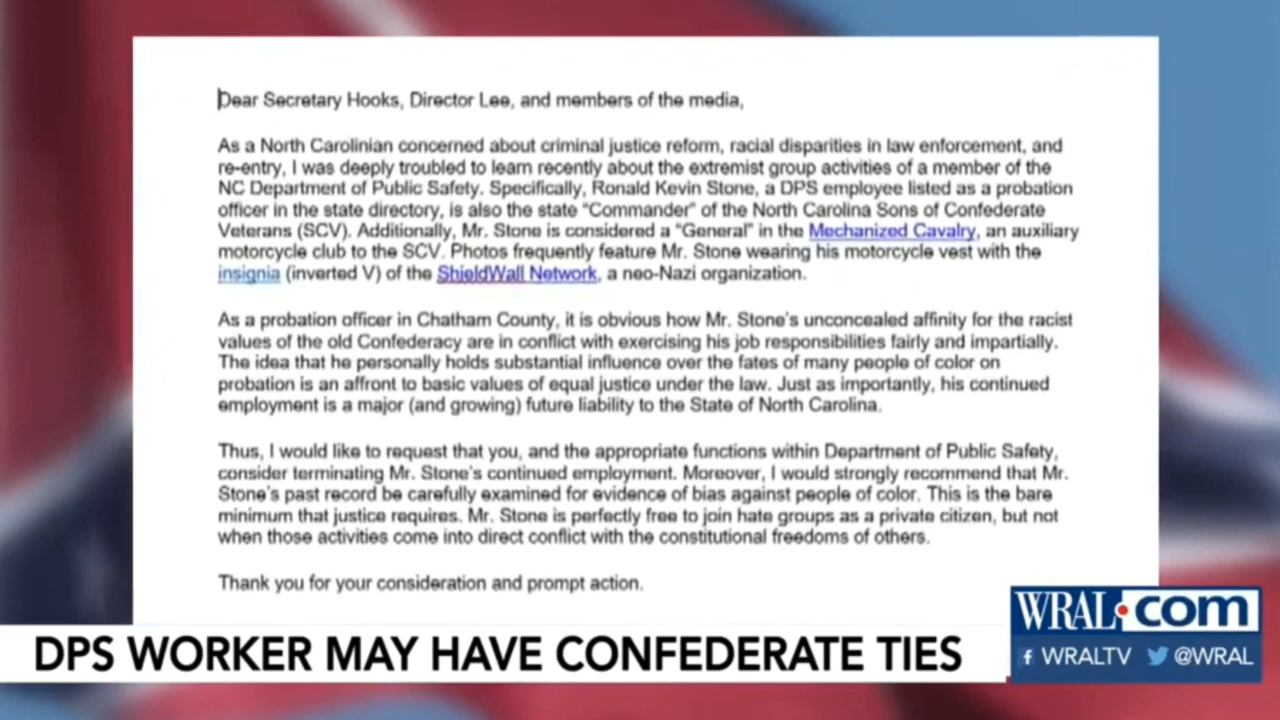 Dear Secretary Hooks, Director Lee, and members of the media,
As a North Carolinian concerned about criminal justice reform, racial disparities in law enforcement, and
re-entry, I was deeply troubled to learn recently about the extremist group activities of a member of the
NC Department of Public Safety. Specifically, Ronald Kevin Stone, a DPS employee listed as a probation
officer in the state directory, is also the state "Commander" of the North Carolina Sons of Confederate
Veterans (SCV). Additionally, Mr. Stone is considered a "General" in the Mechanized Cavalry, an auxiliary
motorcycle club to the SCV. Photos frequently feature Mr. Stone wearing his motorcycle vest with the
insignia (inverted V) of the ShieldWall Network, a neo-Nazi organization.
As a probation officer in Chatham County, it is obvious how Mr. Stone's unconcealed affinity for the racist
values of the old Confederacy are in conflict with exercising his job responsibilities fairly and impartially.
The idea that he personally holds substantial influence over the fates of many people of color on
probation is an affront to basic values of equal justice under the law. Just as importantly, his continued
employment is a major (and growing) future liability to the State of North Carolina.
Thus, I would like to request that you, and the appropriate functions within Department of Public Safety,
consider terminating Mr. Stone's continued employment. Moreover, I would strongly recommend that Mr.
Stone's past record be carefully examined for evidence of bias against people of color. This is the bare
minimum that justice requires. Mr. Stone is perfectly free to join hate groups as a private citizen, but not
when those activities come into direct conflict with the constitutional freedoms of others.
Thank you for your consideration and prompt action.
WRAL.com
DPS WORKER MAY HAVE CONFEDERATE TIES
f WRALTV @WRAL